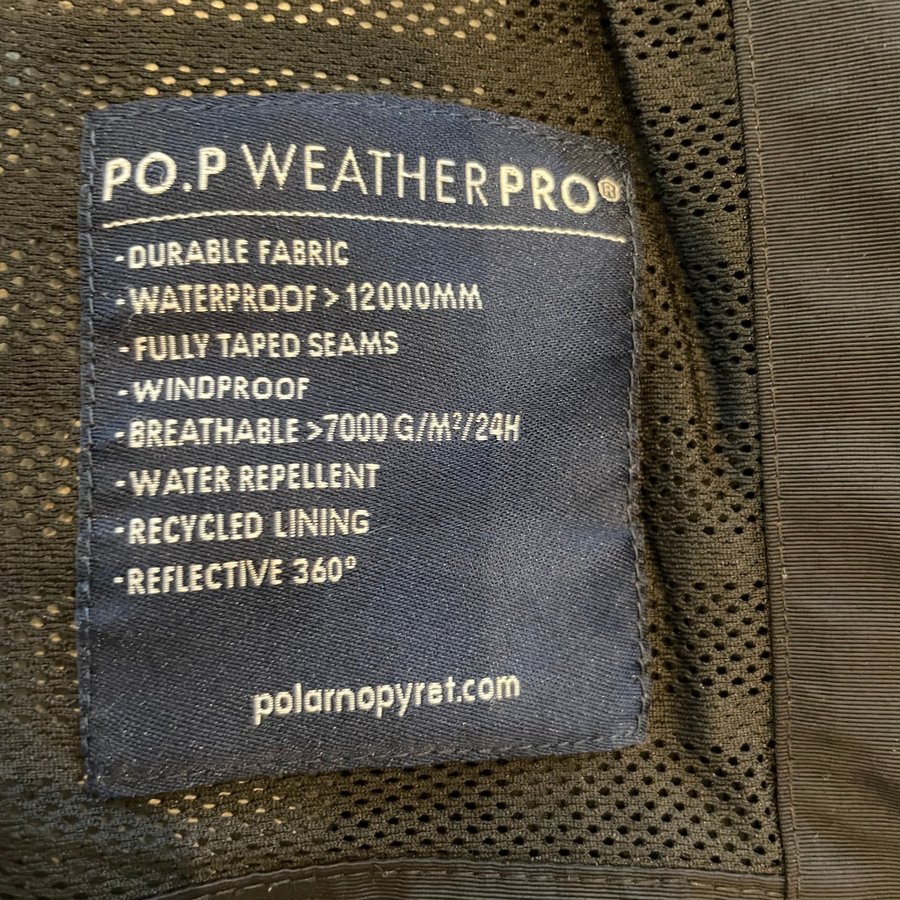 PO.P WEATHERPRO®
-DURABLE FABRIC
-WATERPROOF > 12000MM
-FULLY TAPED SEAMS
-WINDPROOF
-BREATHABLE >7000 G/M²/24H
-WATER REPELLENT
-RECYCLED LINING
-REFLECTIVE 360°
polarnopyret.com